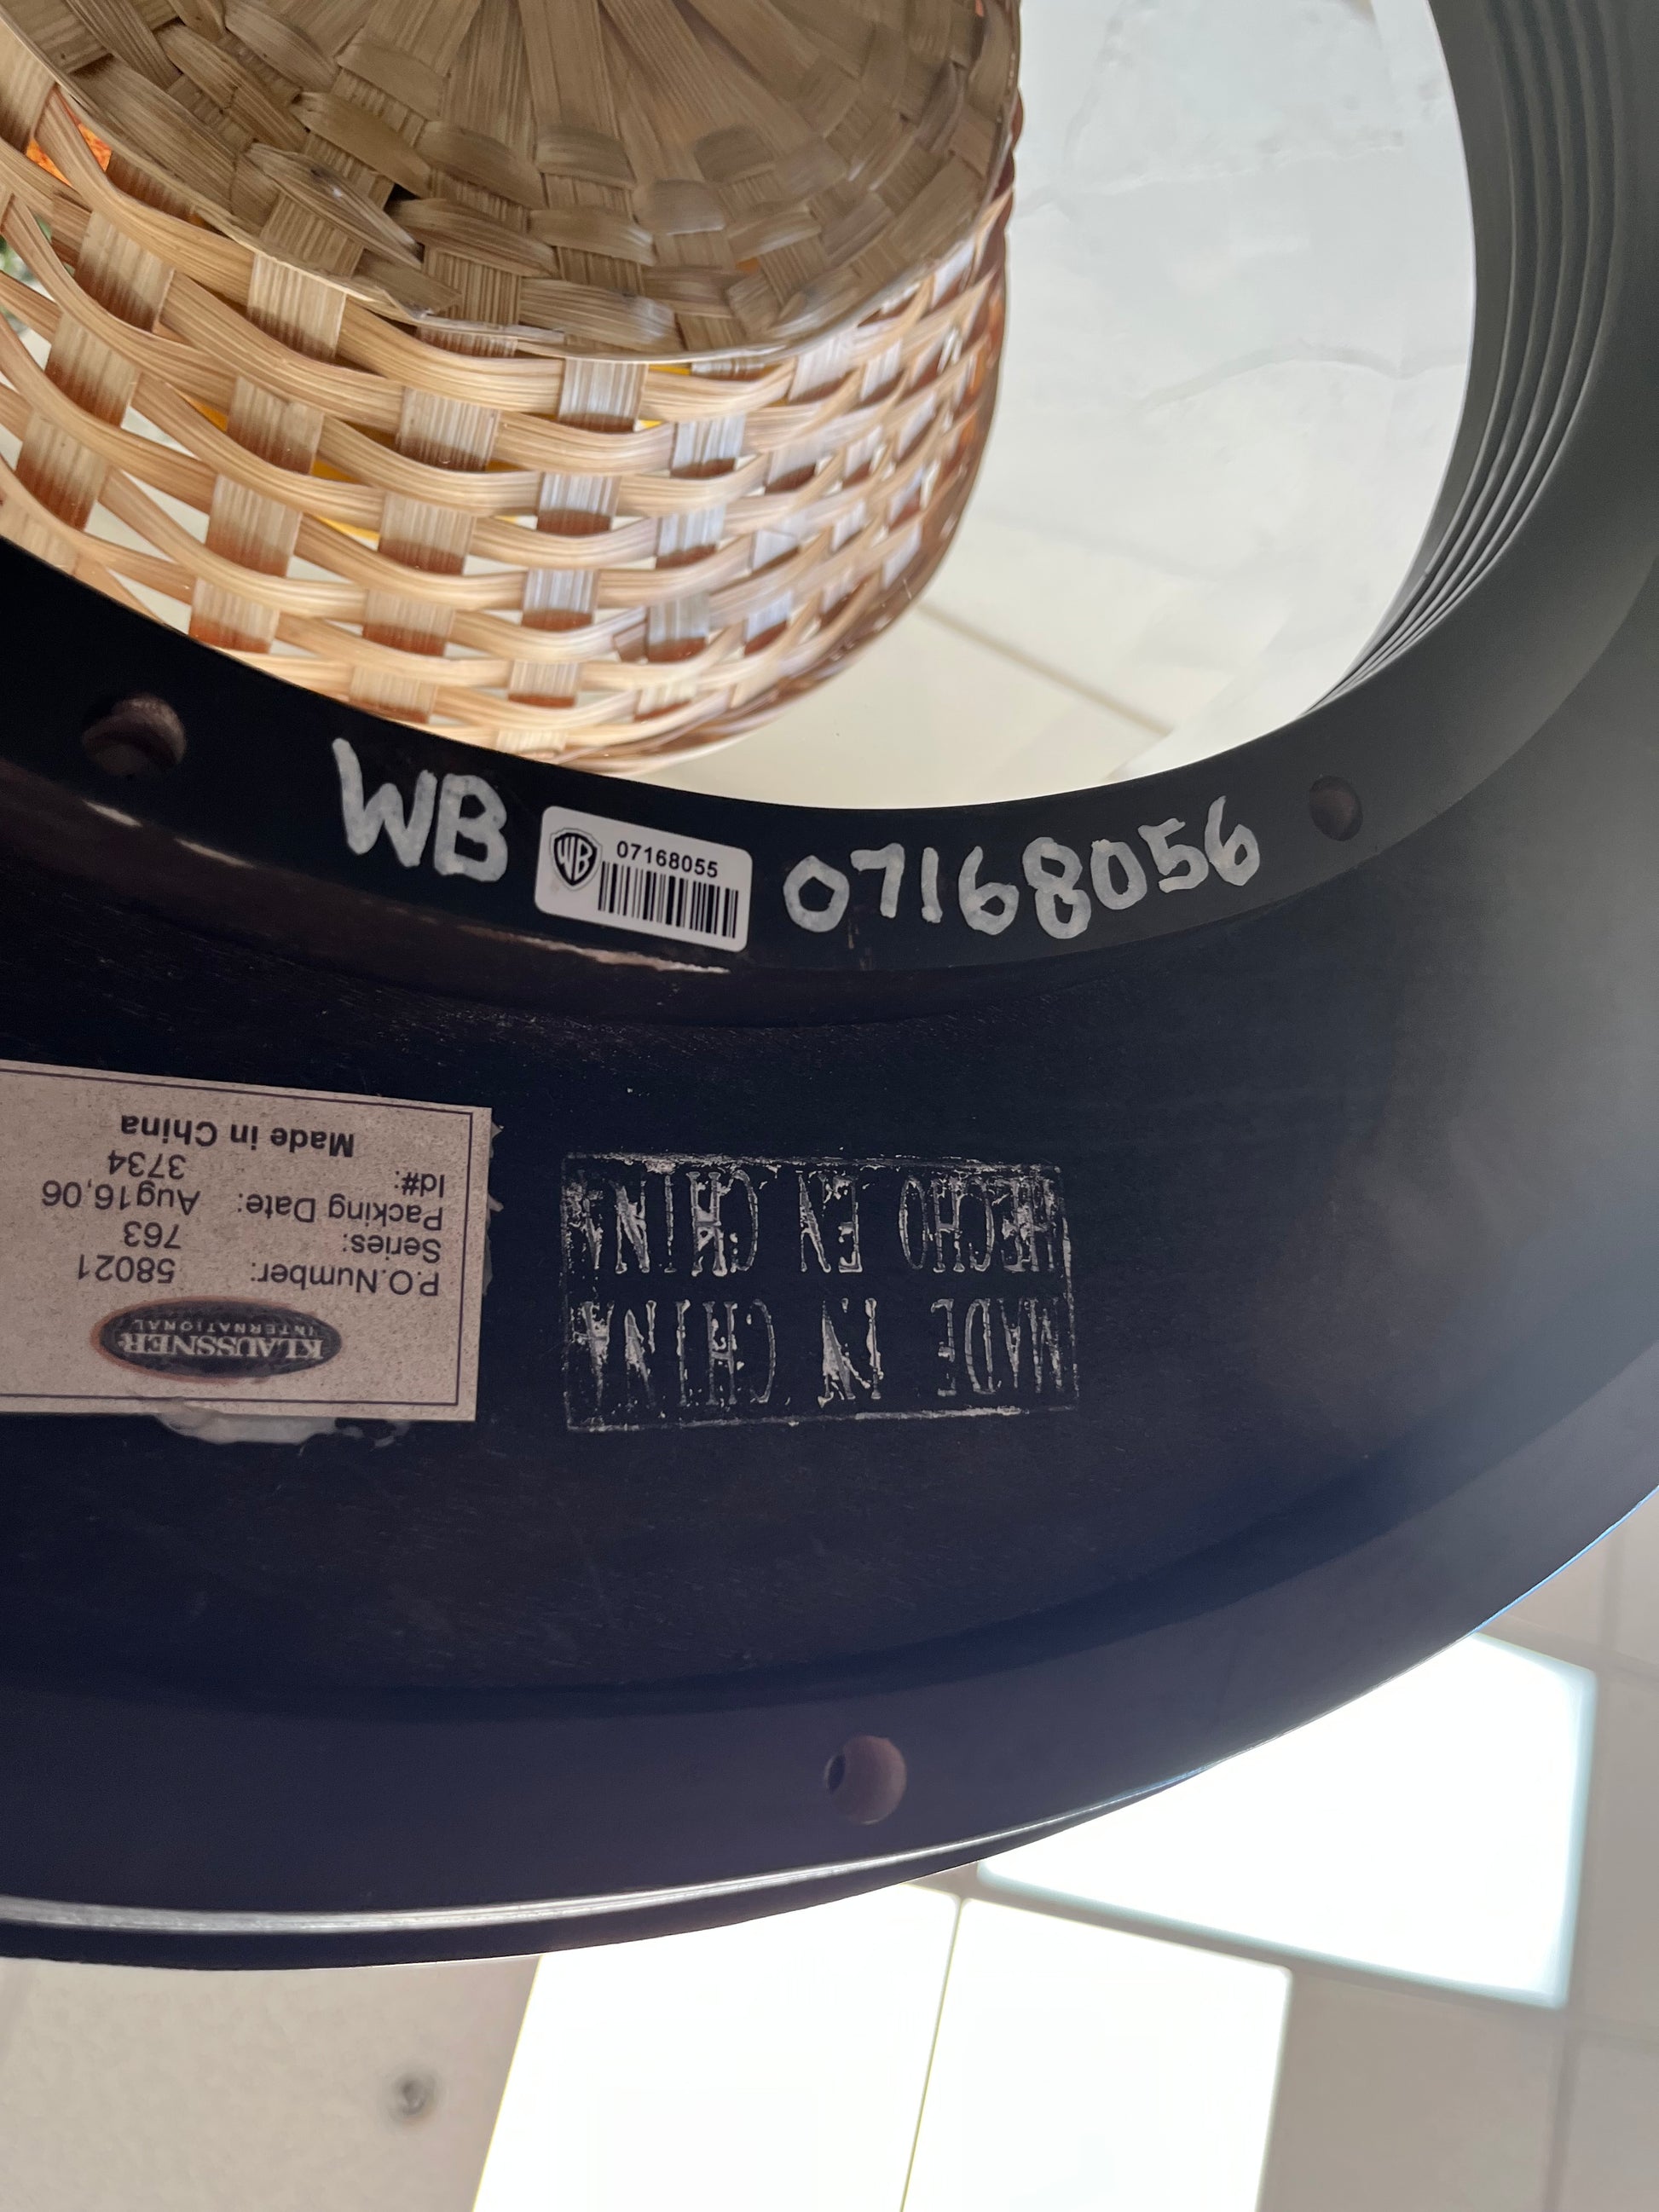 WB
WB 07168055
07168056
KLAUSSNER
INTERNATIONAL
P.O.Number: 58021
Series: 763
Packing Date: Aug16,06
Id#: 3734
Made in China
MADE IN CHINA
HECHO EN CHINA